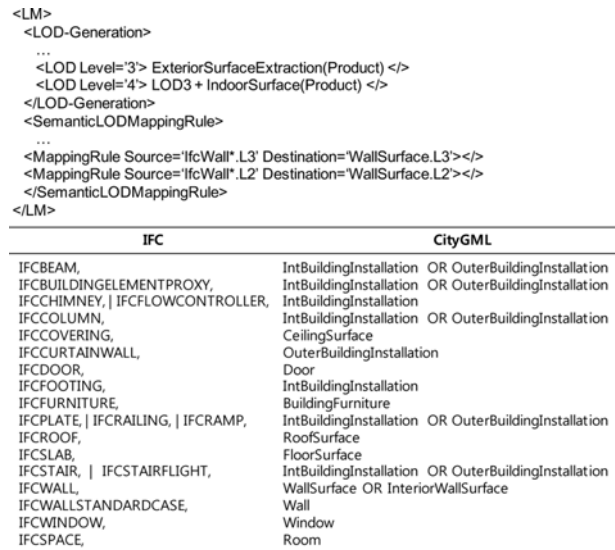 <LM>
<LOD-Generation>
...
<LOD Level='3'> ExteriorSurfaceExtraction(Product) </>
<LOD Level='4'> LOD3 + IndoorSurface(Product) </>
</LOD-Generation>
<SemanticLODMappingRule>
...
<MappingRule Source='IfcWall*.L3' Destination='WallSurface.L3'></>
<MappingRule Source='IfcWall*.L2' Destination='WallSurface.L2'></>
</SemanticLODMappingRule>
</LM>
IFC CityGML
IFCBEAM, IntBuildingInstallation OR OuterBuildingInstallation
IFCBUILDINGELEMENTPROXY, IntBuildingInstallation OR OuterBuildingInstallation
IFCCHIMNEY, | IFCFLOWCONTROLLER, IntBuildingInstallation
IFCCOLUMN, IntBuildingInstallation OR OuterBuildingInstallation
IFCCOVERING, CeilingSurface
IFCCURTAINWALL, OuterBuildingInstallation
IFCDOOR, Door
IFCFOOTING, IntBuildingInstallation
IFCFURNITURE, BuildingFurniture
IFCPLATE, | IFCRAILING, | IFCRAMP, IntBuildingInstallation OR OuterBuildingInstallation
IFCROOF, RoofSurface
IFCSLAB, FloorSurface
IFCSTAIR, | IFCSTAIRFLIGHT, IntBuildingInstallation OR OuterBuildingInstallation
IFCWALL, WallSurface OR InteriorWallSurface
IFCWALLSTANDARDCASE, Wall
IFCWINDOW, Window
IFCSPACE, Room